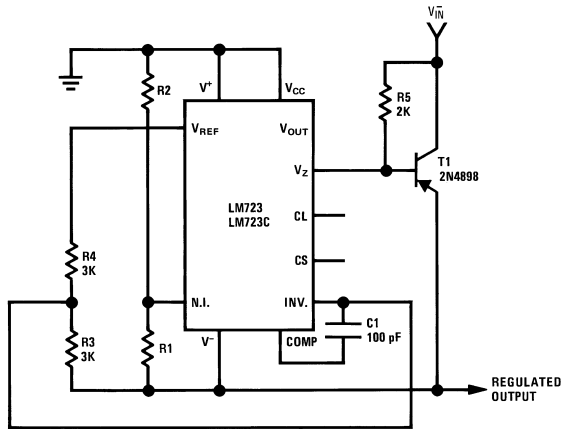 V⁻IN
R2
V⁺
VCC
R5
2K
VREF
VOUT
T1
2N4898
VZ
LM723
LM723C
CL
R4
3K
CS
N.I.
INV.
C1
100 pF
R3
3K
R1
V⁻
COMP
REGULATED
OUTPUT